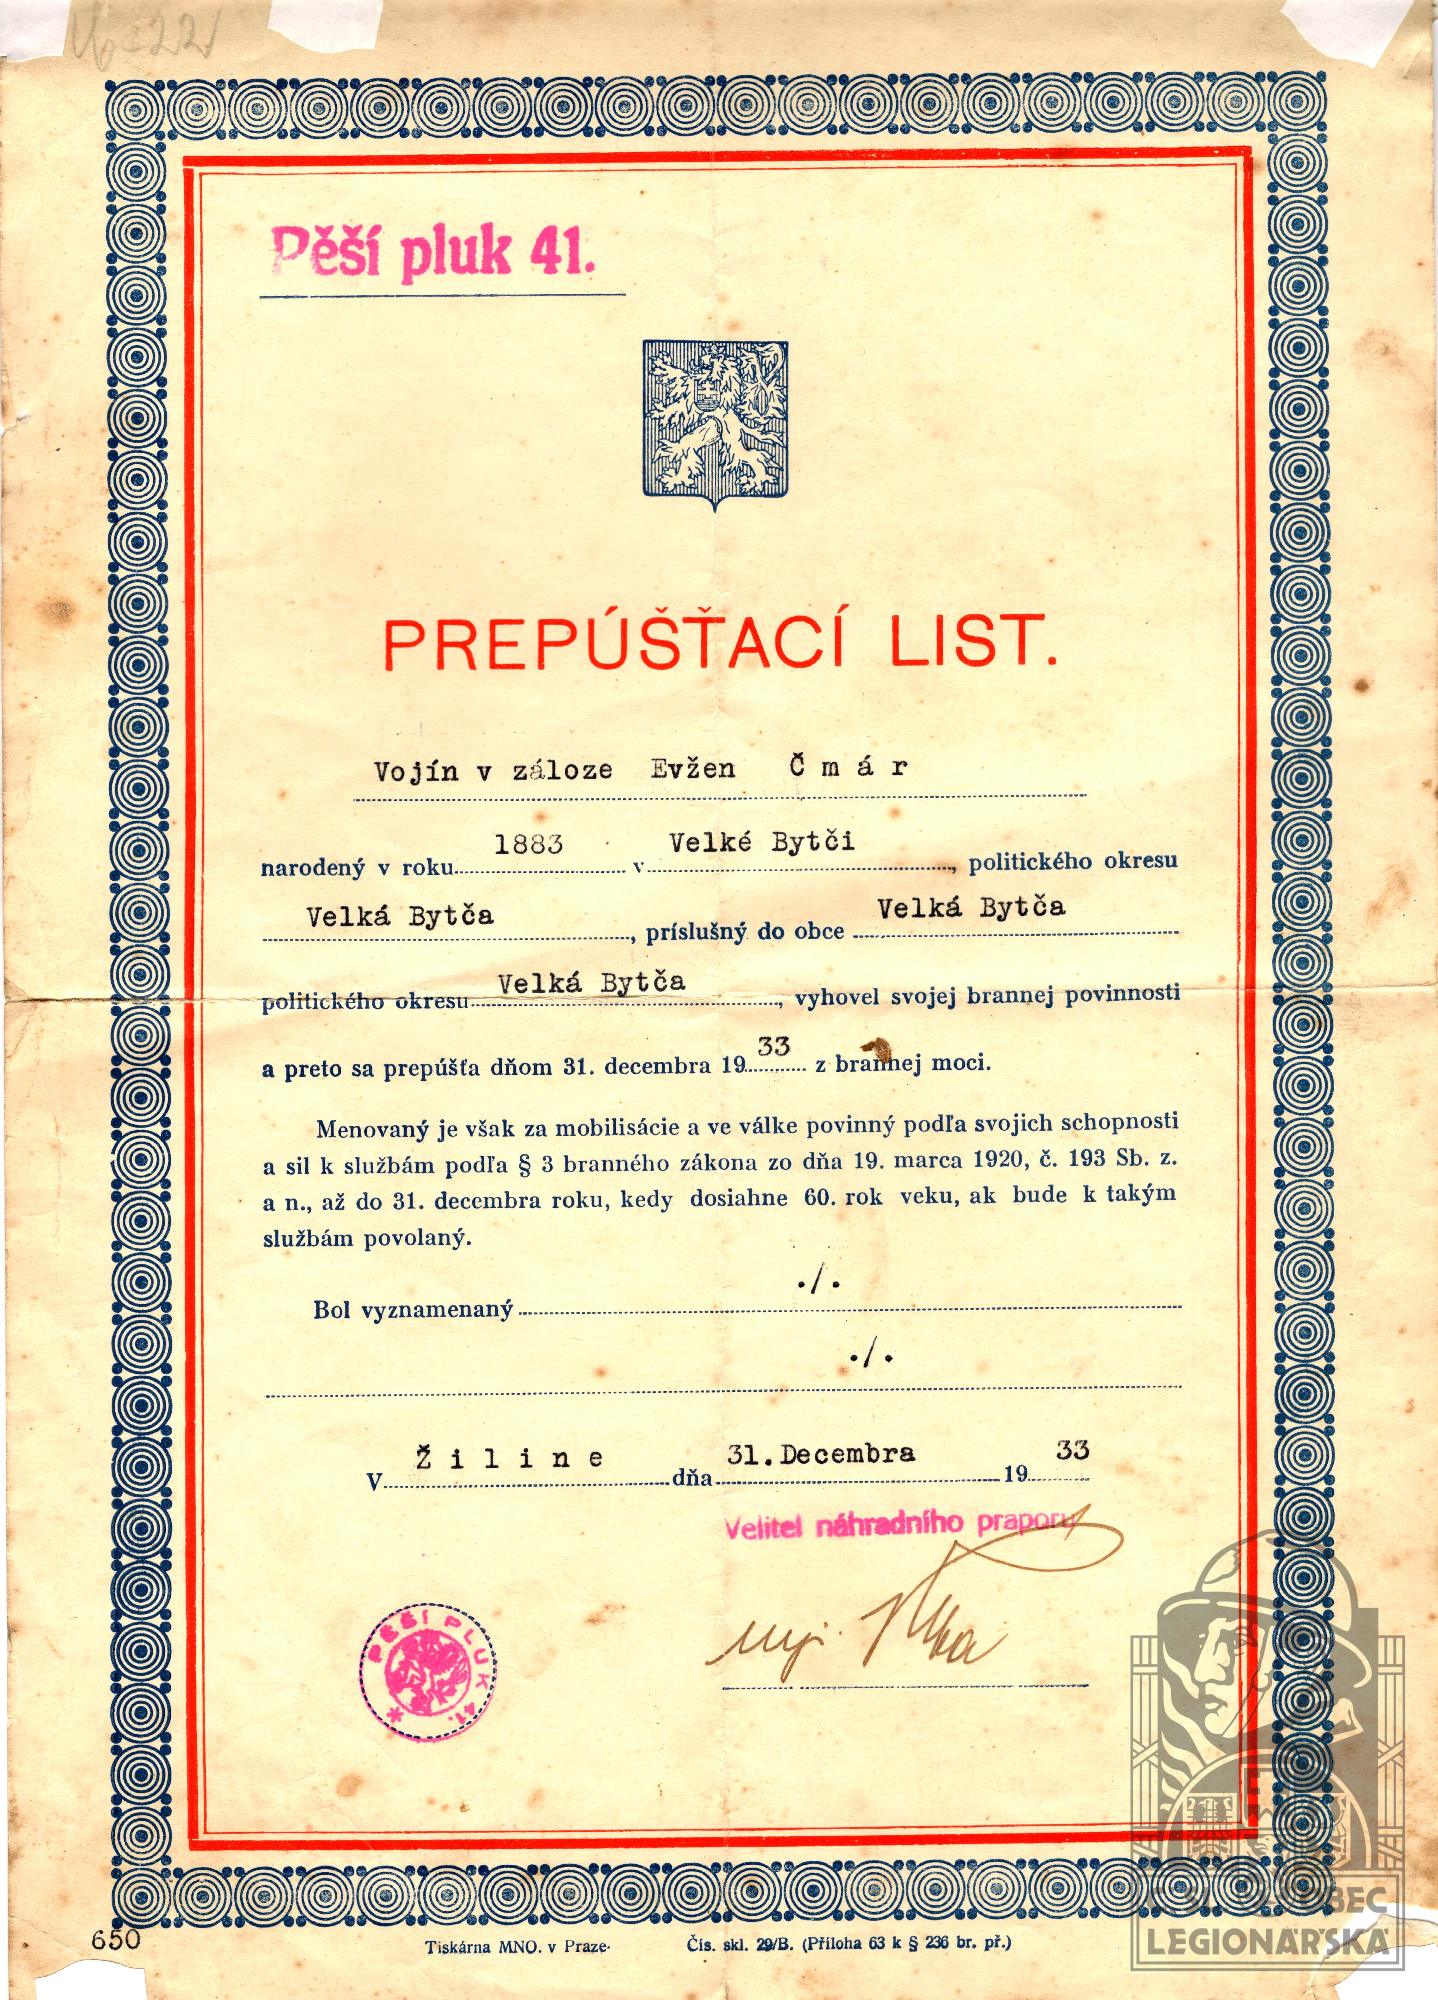 Pěší pluk 41.
PREPÚŠŤACÍ LIST.
Vojín v záloze Evžen Čmár
narodený v roku 1883 v Velké Bytči, politického okresu
Velká Bytča, príslušný do obce Velká Bytča
politického okresu Velká Bytča, vyhovel svojej brannej povinnosti
a preto sa prepúšťa dňom 31. decembra 1933 z brannej moci.
Menovaný je však za mobilisácie a ve válke povinný podľa svojich schopnosti
a sil k službám podľa § 3 branného zákona zo dňa 19. marca 1920, č. 193 Sb. z.
a n., až do 31. decembra roku, kedy dosiahne 60. rok veku, ak bude k takým
službám povolaný.
Bol vyznamenaný ./.
./.
V Žiline dňa 31. Decembra 1933
Velitel náhradního praporu
mjr.
PĚŠÍ PLUK 41. *
650
Tiskárna MNO. v Praze. Čís. skl. 29/B. (Příloha 63 k § 236 br. př.)
OBEC
LEGIONÁŘSKÁ